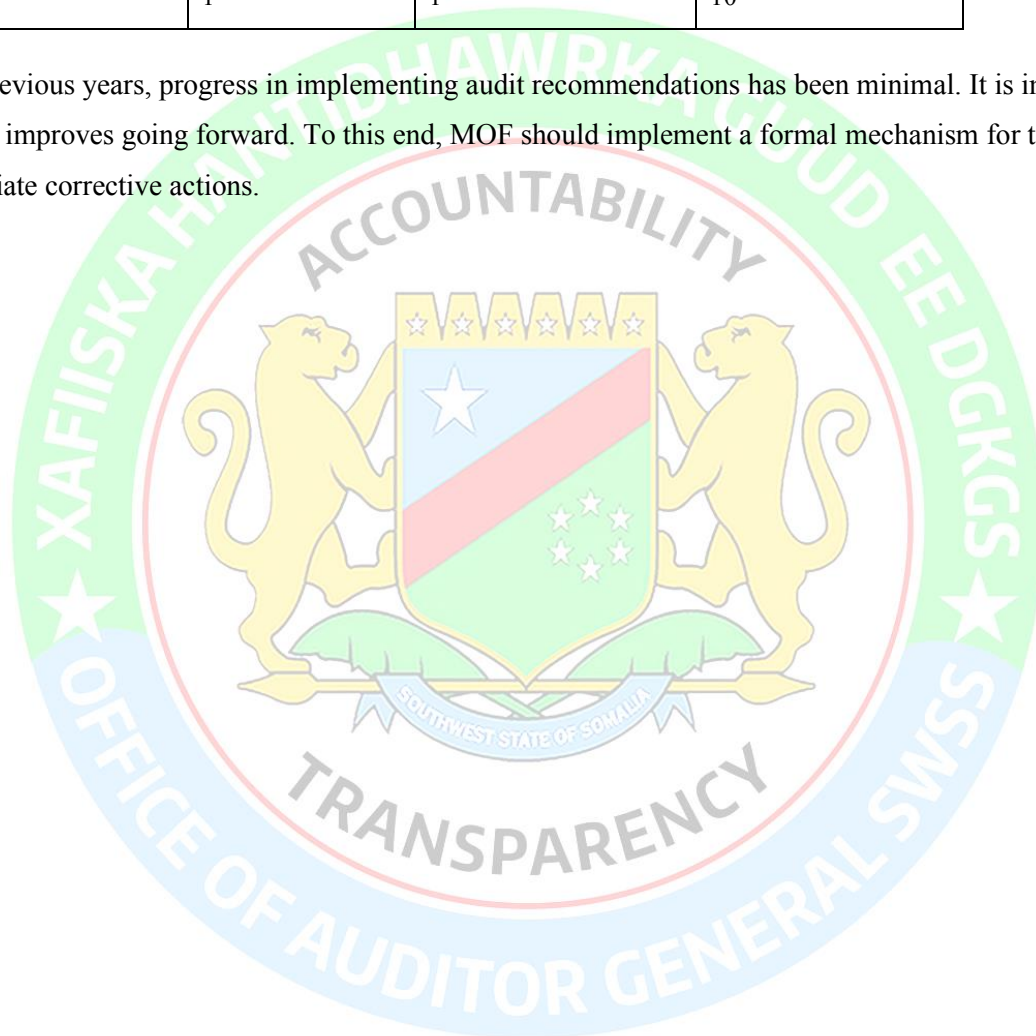 evious years, progress in implementing audit recommendations has been minimal. It is i
improves going forward. To this end, MOF should implement a formal mechanism for t
iate corrective actions.
XAFIISKA HANTIDHAWRKA GUUD EE DGKGS
ACCOUNTABILITY
SOUTHWEST STATE OF SOMALIA
TRANSPARENCY
OFFICE OF AUDITOR GENERAL SWSS